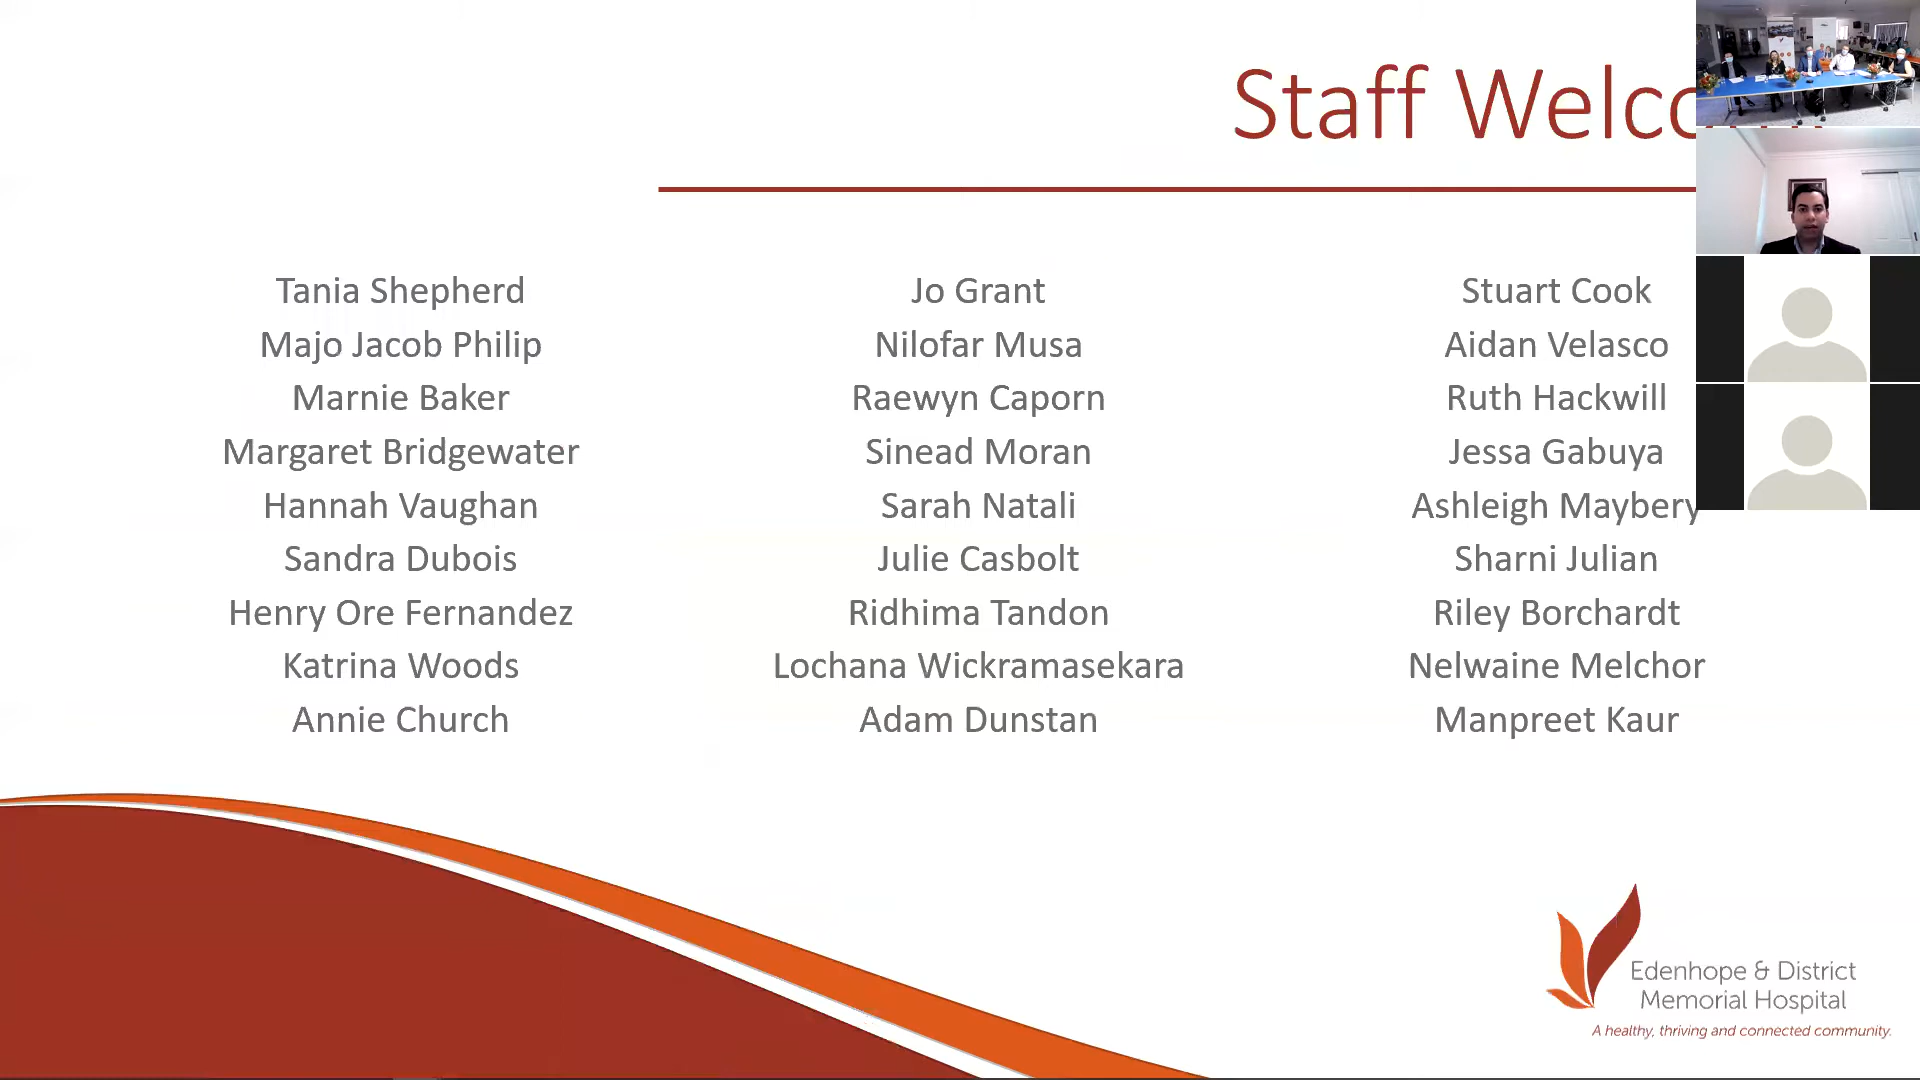 Staff Welco
Tania Shepherd
Majo Jacob Philip
Marnie Baker
Margaret Bridgewater
Hannah Vaughan
Sandra Dubois
Henry Ore Fernandez
Katrina Woods
Annie Church
Jo Grant
Nilofar Musa
Raewyn Caporn
Sinead Moran
Sarah Natali
Julie Casbolt
Ridhima Tandon
Lochana Wickramasekara
Adam Dunstan
Stuart Cook
Aidan Velasco
Ruth Hackwill
Jessa Gabuya
Ashleigh Maybery
Sharni Julian
Riley Borchardt
Nelwaine Melchor
Manpreet Kaur
Edenhope & District
Memorial Hospital
A healthy, thriving and connected community.